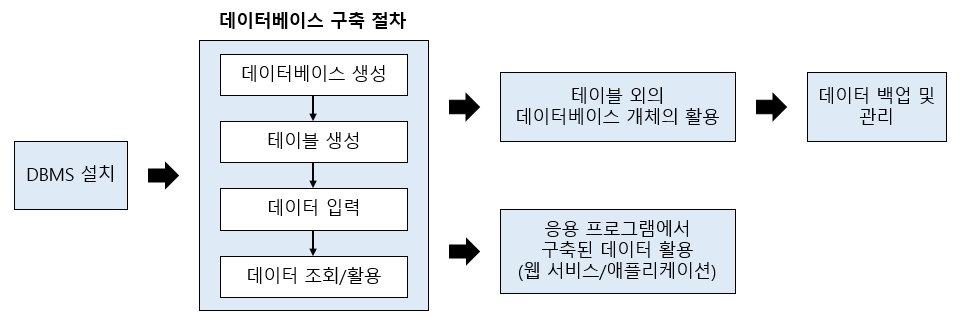 데이터베이스 구축 절차
DBMS 설치
데이터베이스 생성
테이블 생성
데이터 입력
데이터 조회/활용
테이블 외의
데이터베이스 개체의 활용
데이터 백업 및
관리
응용 프로그램에서
구축된 데이터 활용
(웹 서비스/애플리케이션)